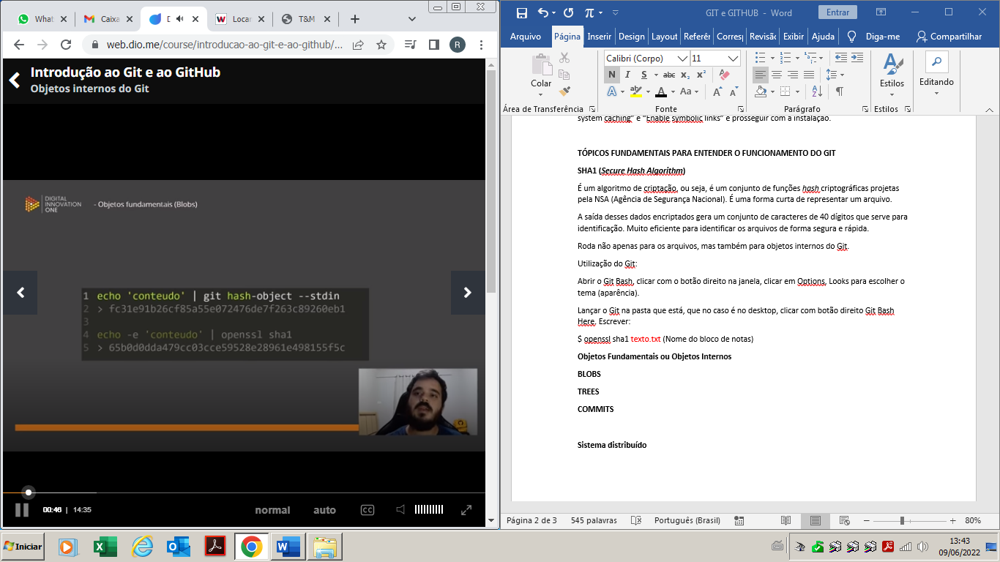 What
Caixa
D
Locar
T&M
web.dio.me/course/introducao-ao-git-e-ao-github/...
R
Introdução ao Git e ao GitHub
Objetos internos do Git
DIGITAL
INNOVATION
ONE
- Objetos fundamentais (Blobs)
1 echo 'conteudo' | git hash-object --stdin
2 > fc31e91b26cf85a55e072476de7f263c89260eb1
3
4 echo -e 'conteudo' | openssl sha1
5 > 65b0d0dda479cc03cce59528e28961e498155f5c
00:46 | 14:35
normal
auto
CC
GIT e GITHUB - Word
Entrar
Arquivo
Página
Inserir
Design
Layout
Referên
Corresp
Revisão
Exibir
Ajuda
Diga-me
Compartilhar
Colar
Calibri (Corpo)
11
N I S abc x₂ x²
A A Aa A A
Estilos
Editando
Área de Transferência
Fonte
Parágrafo
Estilos
system caching" e "Enable symbolic links" e prosseguir com a instalação.
TÓPICOS FUNDAMENTAIS PARA ENTENDER O FUNCIONAMENTO DO GIT
SHA1 (Secure Hash Algorithm)
É um algoritmo de criptação, ou seja, é um conjunto de funções hash criptográficas projetas
pela NSA (Agência de Segurança Nacional). É uma forma curta de representar um arquivo.
A saída desses dados encriptados gera um conjunto de caracteres de 40 dígitos que serve para
identificação. Muito eficiente para identificar os arquivos de forma segura e rápida.
Roda não apenas para os arquivos, mas também para objetos internos do Git.
Utilização do Git:
Abrir o Git Bash, clicar com o botão direito na janela, clicar em Options, Looks para escolher o
tema (aparência).
Lançar o Git na pasta que está, que no caso é no desktop, clicar com botão direito Git Bash
Here. Escrever:
$ openssl sha1 texto.txt (Nome do bloco de notas)
Objetos Fundamentais ou Objetos Internos
BLOBS
TREES
COMMITS
Sistema distribuído
Página 2 de 3
545 palavras
Português (Brasil)
80%
Iniciar
13:43
09/06/2022